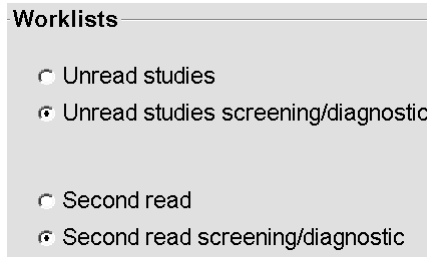 Worklists
Unread studies
Unread studies screening/diagnostic
Second read
Second read screening/diagnostic